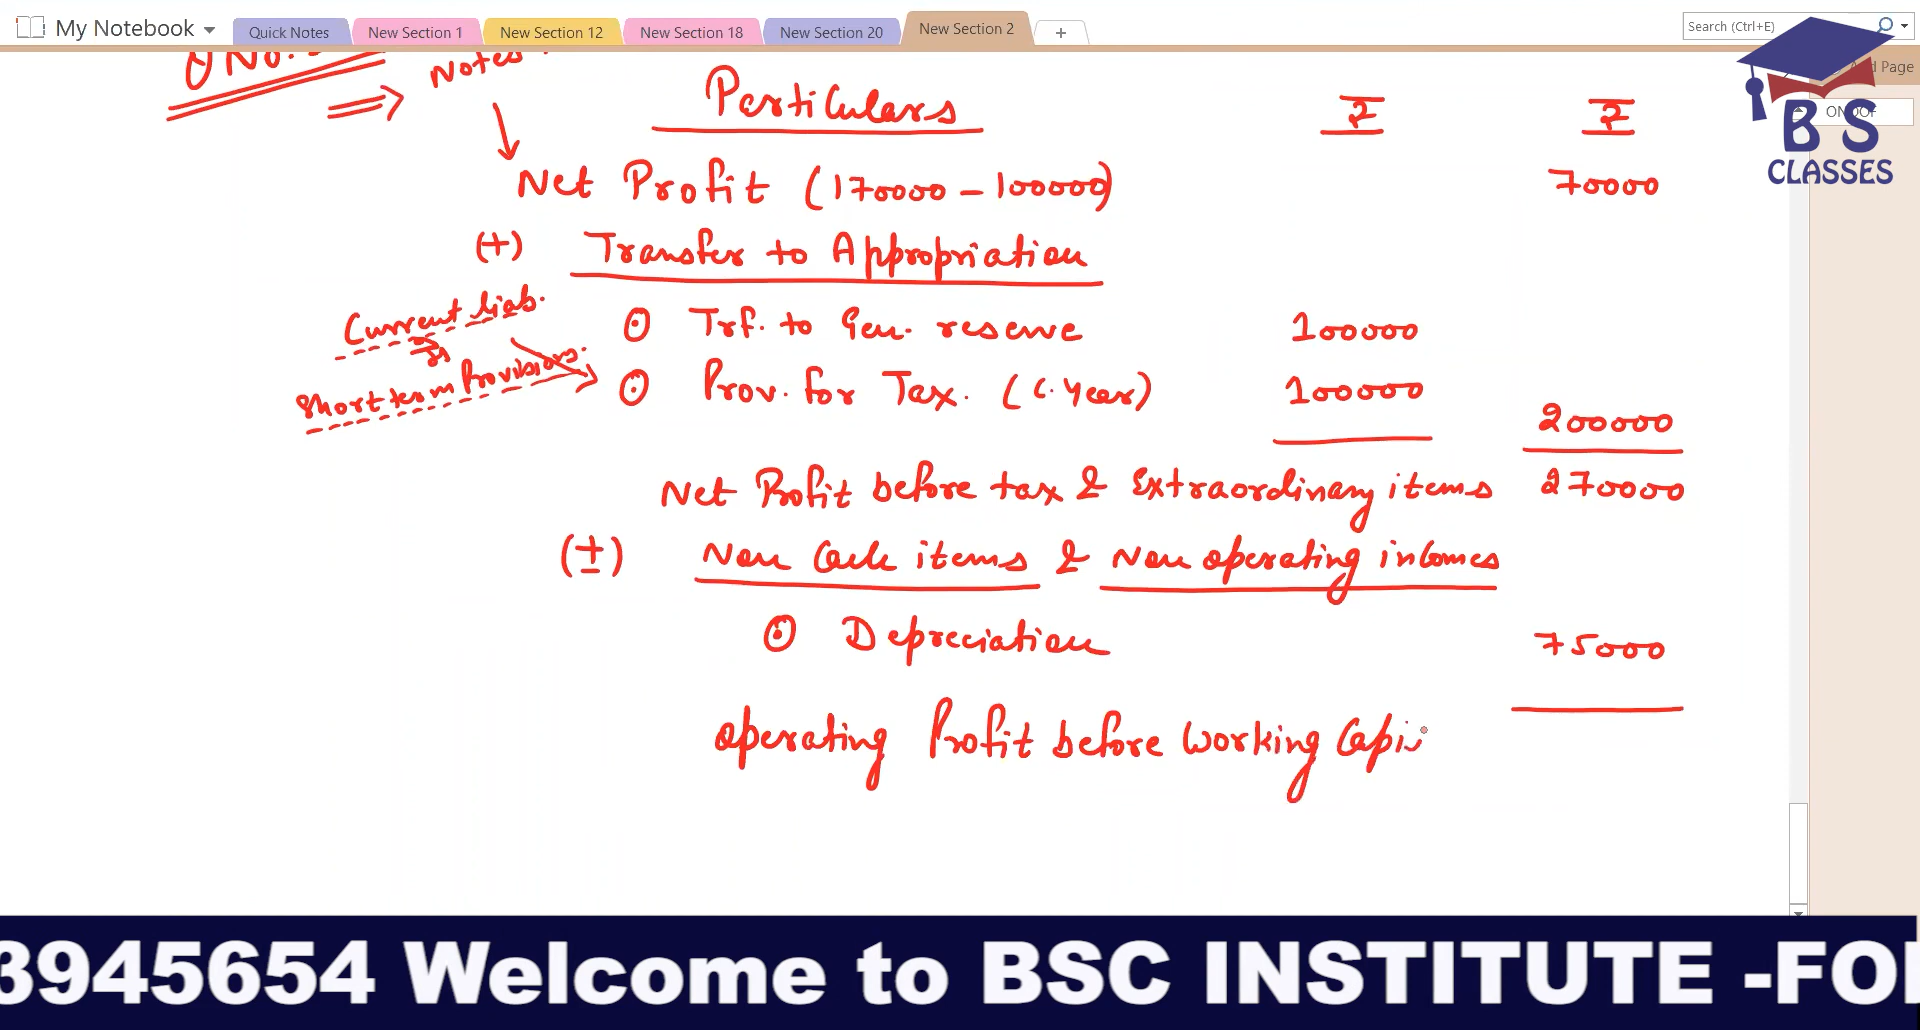 My Notebook
Quick Notes
New Section 1
New Section 12
New Section 18
New Section 20
New Section 2
+
Search (Ctrl+E)
d Page
BS
CLASSES
Notes
Particulars ₹ ₹
Net Profit (170000 – 100000) 70000
(+) Transfer to Appropriation
Current liab.
Short term Provisions.
Trf. to Gen. reserve 100000
Prov. for Tax. (C. Year) 100000
200000
Net Profit before tax & Extraordinary items 270000
(±) Non Cash items & Non operating incomes
Depreciation 75000
operating Profit before working Capi
3945654 Welcome to BSC INSTITUTE -FO